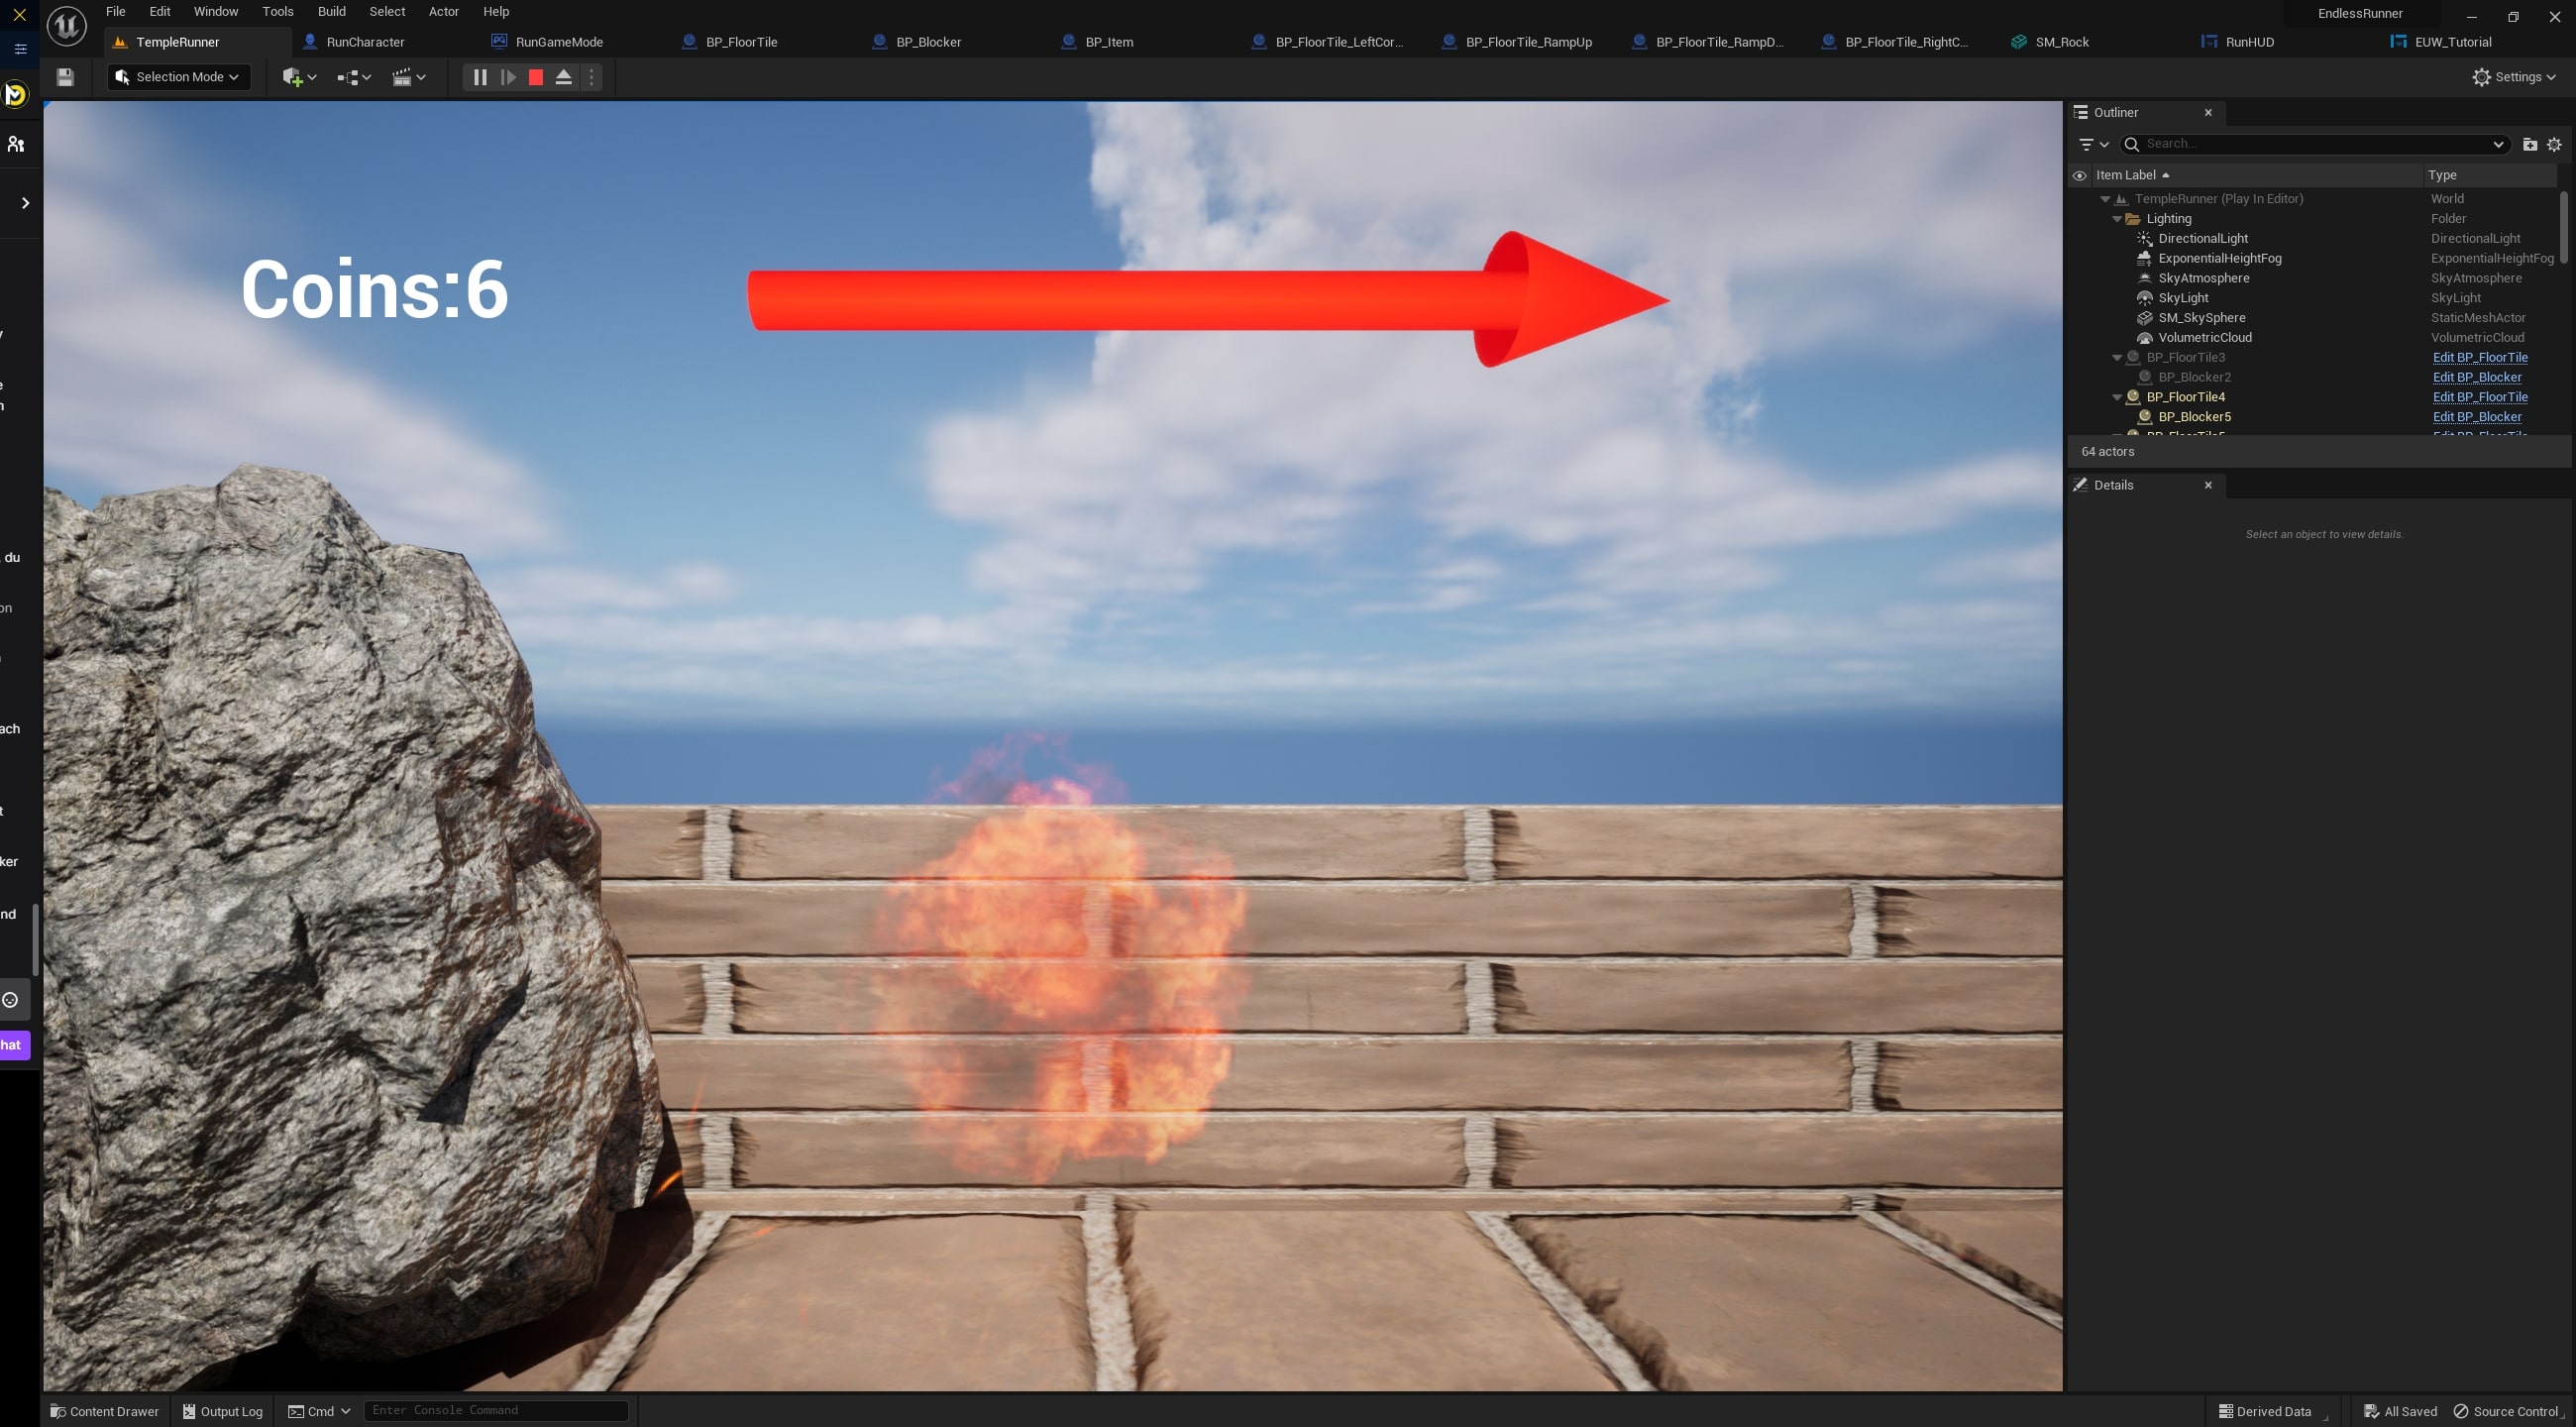 File Edit Window Tools Build Select Actor Help
EndlessRunner
TempleRunner RunCharacter RunGameMode BP_FloorTile BP_Blocker BP_Item BP_FloorTile_LeftCor... BP_FloorTile_RampUp BP_FloorTile_RampD... BP_FloorTile_RightC... SM_Rock RunHUD EUW_Tutorial
Selection Mode
Settings
Coins:6
Outliner
Search...
Item Label Type
TempleRunner (Play In Editor) World
Lighting Folder
DirectionalLight DirectionalLight
ExponentialHeightFog ExponentialHeightFog
SkyAtmosphere SkyAtmosphere
SkyLight SkyLight
SM_SkySphere StaticMeshActor
VolumetricCloud VolumetricCloud
BP_FloorTile3 Edit BP_FloorTile
BP_Blocker2 Edit BP_Blocker
BP_FloorTile4 Edit BP_FloorTile
BP_Blocker5 Edit BP_Blocker
64 actors
Details
Select an object to view details.
du
on
ach
ker
nd
hat
Content Drawer Output Log Cmd Enter Console Command
Derived Data All Saved Source Control